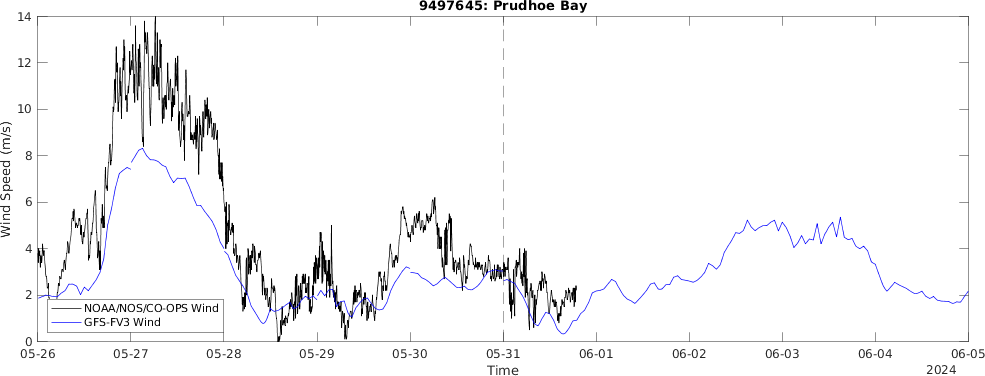 9497645: Prudhoe Bay
Wind Speed (m/s)
14
12
10
8
6
4
2
0
NOAA/NOS/CO-OPS Wind
GFS-FV3 Wind
05-26 05-27 05-28 05-29 05-30 05-31 06-01 06-02 06-03 06-04 06-05
Time
2024